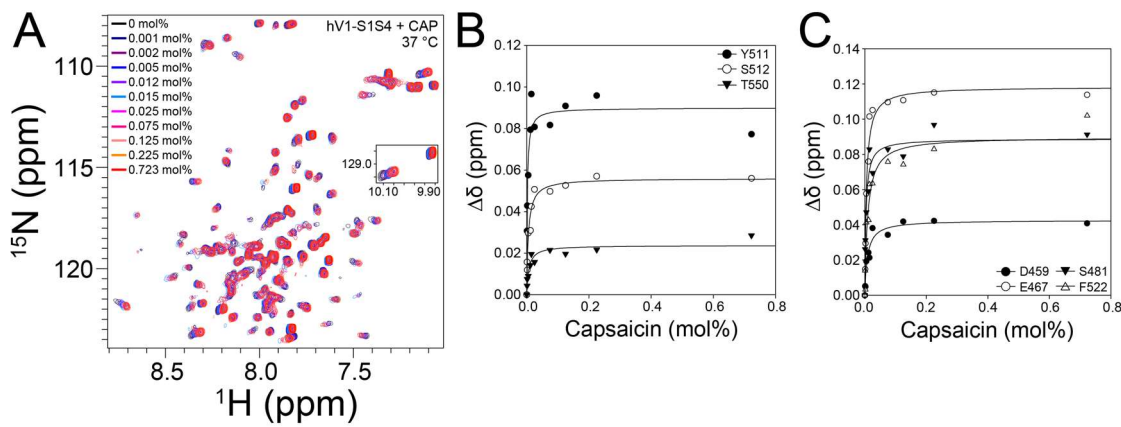 A
hV1-S1S4 + CAP
37 °C
0 mol%
0.001 mol%
0.002 mol%
0.005 mol%
0.012 mol%
0.015 mol%
0.025 mol%
0.075 mol%
0.125 mol%
0.225 mol%
0.723 mol%
110
115
120
15N (ppm)
129.0
10.10 9.90
8.5 8.0 7.5
1H (ppm)
B
Y511
S512
T550
0.12
0.10
0.08
0.06
0.04
0.02
0.00
Δδ (ppm)
0.0 0.2 0.4 0.6 0.8
Capsaicin (mol%)
C
0.14
0.12
0.10
0.08
0.06
0.04
0.02
0.00
Δδ (ppm)
D459 S481
E467 F522
0.0 0.2 0.4 0.6 0.8
Capsaicin (mol%)